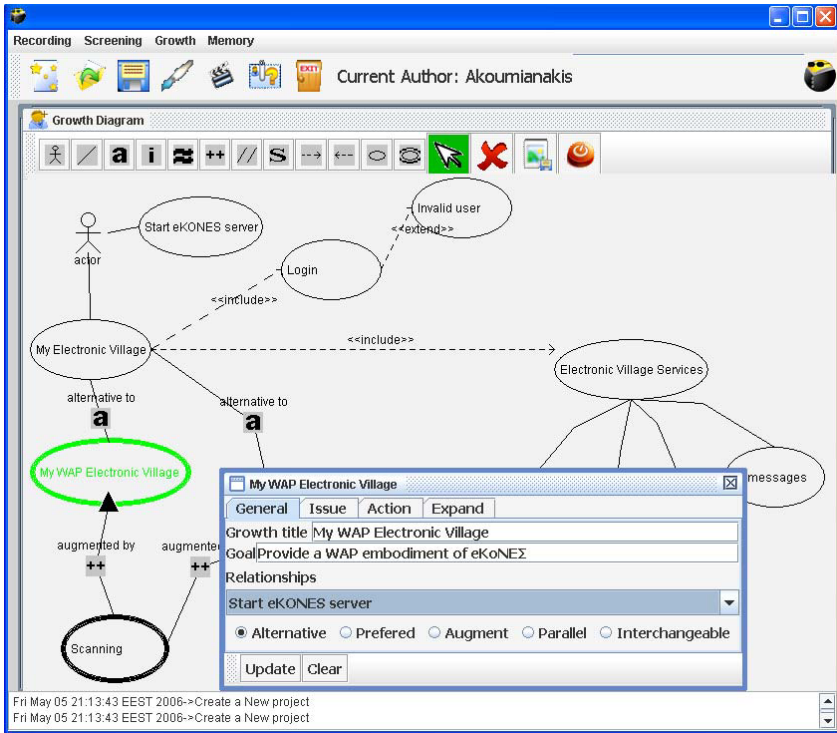 Recording Screening Growth Memory
EXIT
Current Author: Akoumianakis
Growth Diagram
a i ++ // S
Invalid user
Start eKONES server
<<extend>>
actor
Login
<<include>>
<<include>>
My Electronic Village
Electronic Village Services
alternative to
a
alternative to
a
My WAP Electronic Village
messages
My WAP Electronic Village
General Issue Action Expand
Growth title My WAP Electronic Village
Goal Provide a WAP embodiment of eKoNEΣ
augmented by
++
augmente
++
Relationships
Start eKONES server
Alternative Prefered Augment Parallel Interchangeable
Scanning
Update Clear
Fri May 05 21:13:43 EEST 2006->Create a New project
Fri May 05 21:13:43 EEST 2006->Create a New project